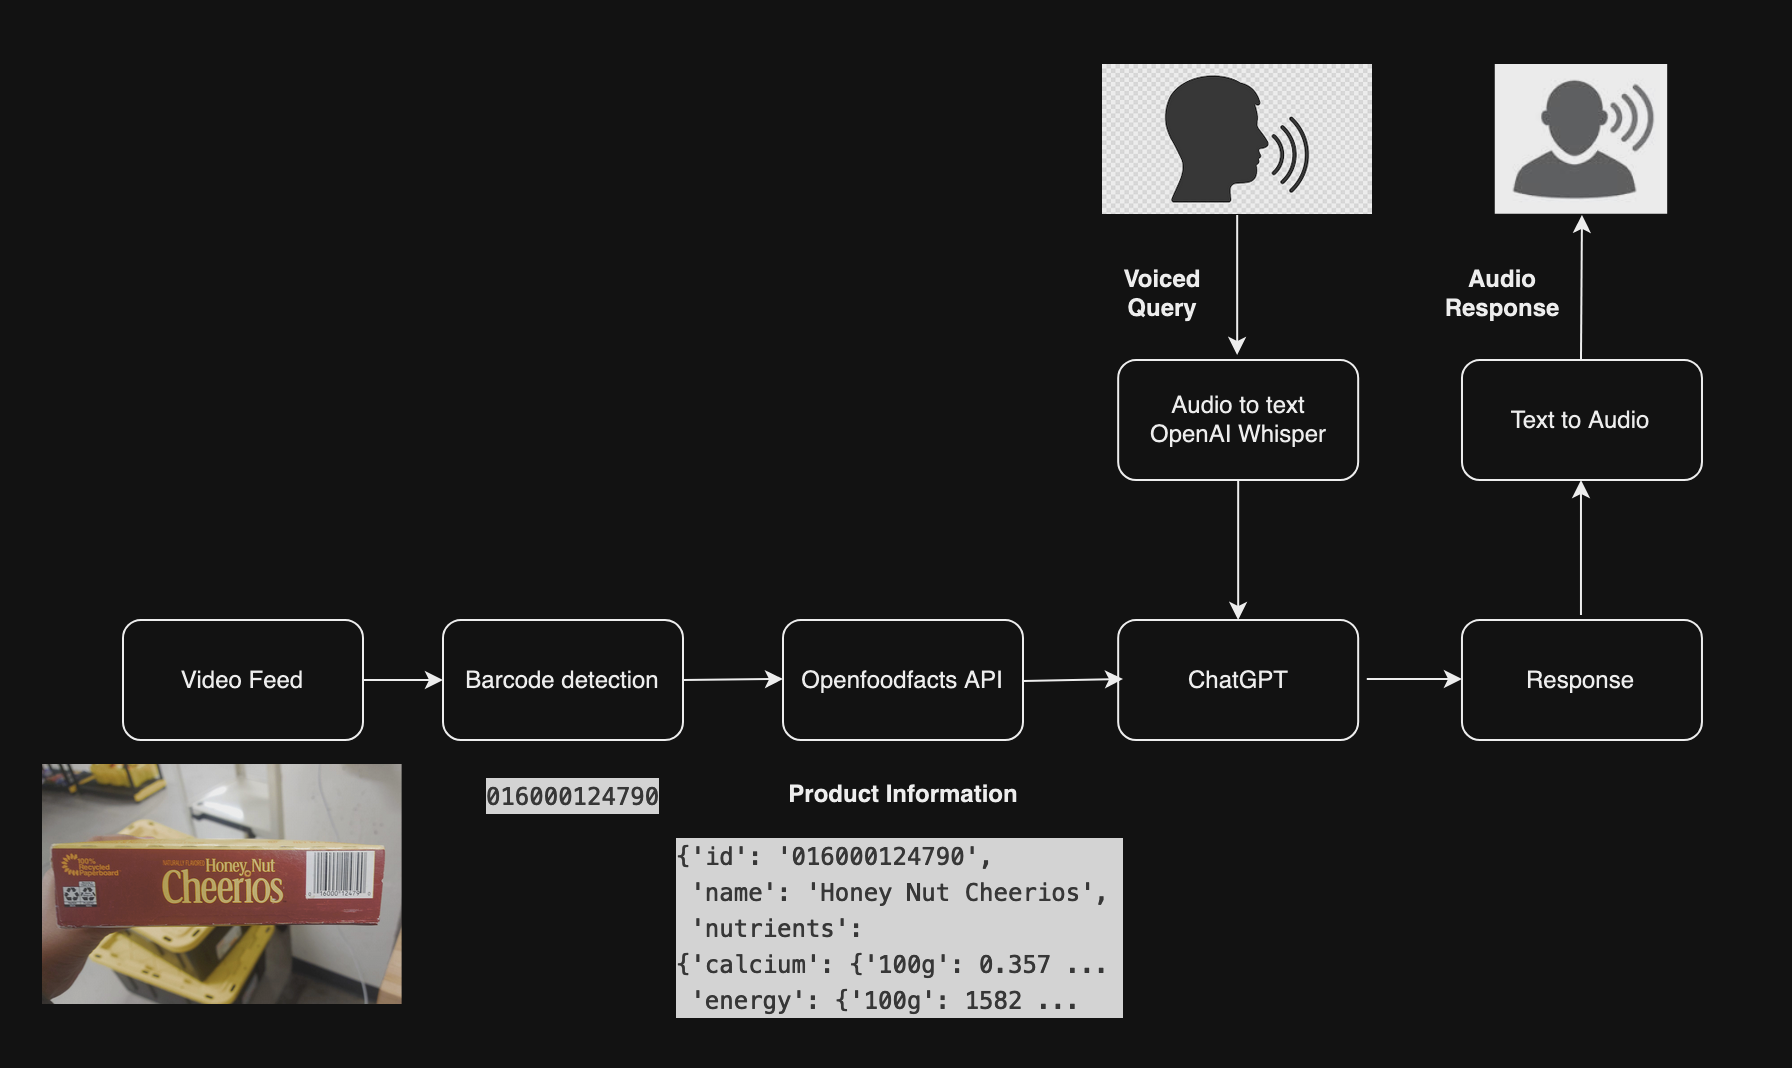 Voiced
Query
Audio
Response
Audio to text
OpenAI Whisper
Text to Audio
Video Feed
Barcode detection
Openfoodfacts API
ChatGPT
Response
100%
Recycled
Paperboard
NATURALLY FLAVORED
Honey Nut
Cheerios
016000124790
Product Information
{'id': '016000124790',
'name': 'Honey Nut Cheerios',
'nutrients':
{'calcium': {'100g': 0.357 ...
'energy': {'100g': 1582 ...